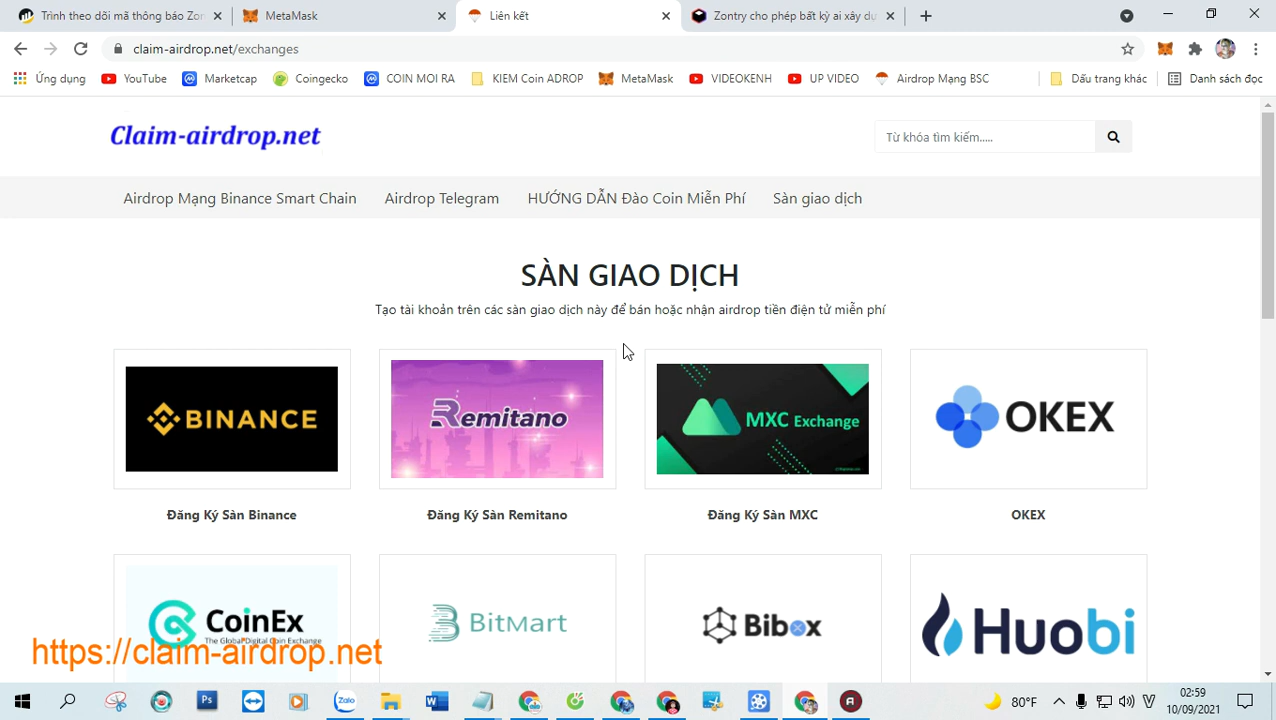 Trình theo dõi mã thông báo Zon
MetaMask
Liên kết
Zontry cho phép bất kỳ ai xây dự
claim-airdrop.net/exchanges
Ứng dụng
YouTube
Marketcap
Coingecko
COIN MOI RA
KIEM Coin ADROP
MetaMask
VIDEOKENH
UP VIDEO
Airdrop Mạng BSC
Dấu trang khác
Danh sách đọc
Claim-airdrop.net
Từ khóa tìm kiếm.....
Airdrop Mạng Binance Smart Chain
Airdrop Telegram
HƯỚNG DẪN Đào Coin Miễn Phí
Sàn giao dịch
SÀN GIAO DỊCH
Tạo tài khoản trên các sàn giao dịch này để bán hoặc nhận airdrop tiền điện tử miễn phí
BINANCE
Remitano
MXC Exchange
OKEX
Đăng Ký Sàn Binance
Đăng Ký Sàn Remitano
Đăng Ký Sàn MXC
OKEX
CoinEx
The Global Digital Coin Exchange
BitMart
Bibox
Huobi
https://claim-airdrop.net
Ps
Zalo
80°F
V
02:59
10/09/2021